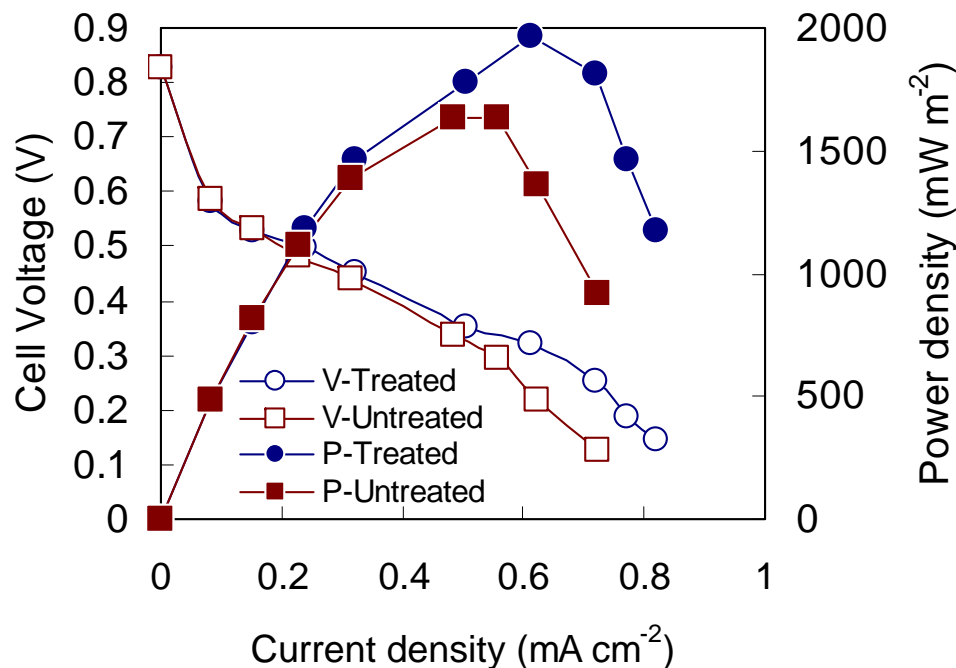 0.9
0.8
0.7
0.6
0.5
0.4
0.3
0.2
0.1
0
Cell Voltage (V)
2000
1500
1000
500
0
Power density (mW m⁻²)
V-Treated
V-Untreated
P-Treated
P-Untreated
0 0.2 0.4 0.6 0.8 1
Current density (mA cm⁻²)